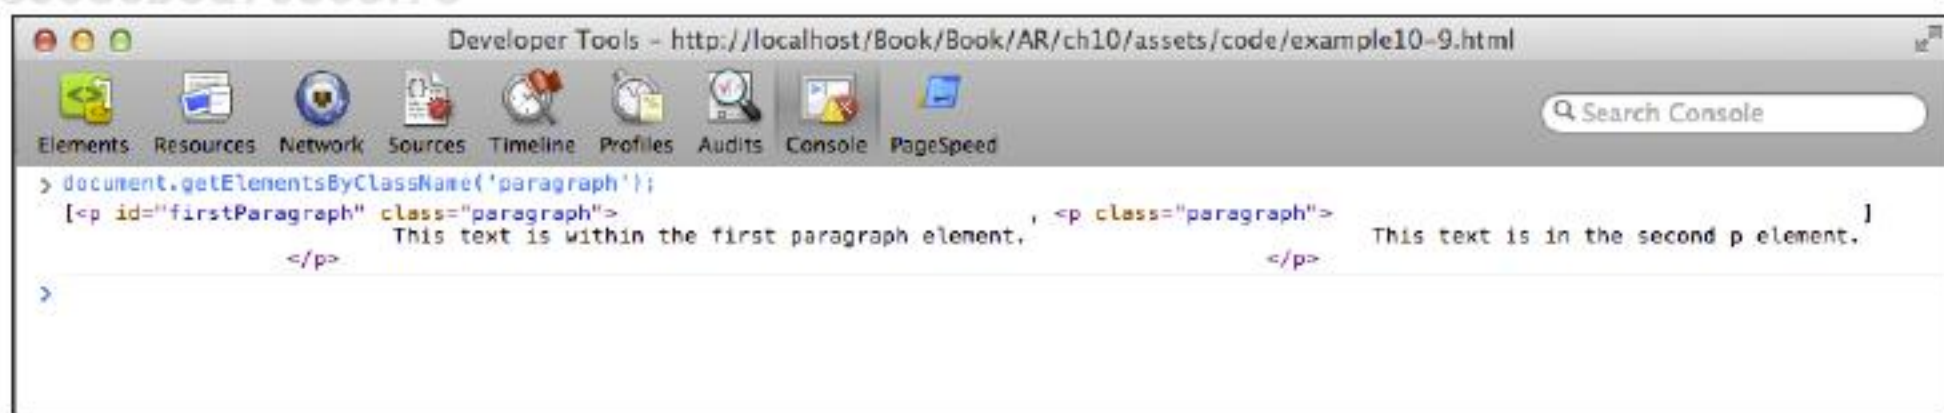 Developer Tools - http://localhost/Book/Book/AR/ch10/assets/code/example10-9.html
Elements Resources Network Sources Timeline Profiles Audits Console PageSpeed
Search Console
> document.getElementsByClassName('paragraph');
[<p id="firstParagraph" class="paragraph"> , <p class="paragraph"> ]
This text is within the first paragraph element. This text is in the second p element.
</p> </p>
>